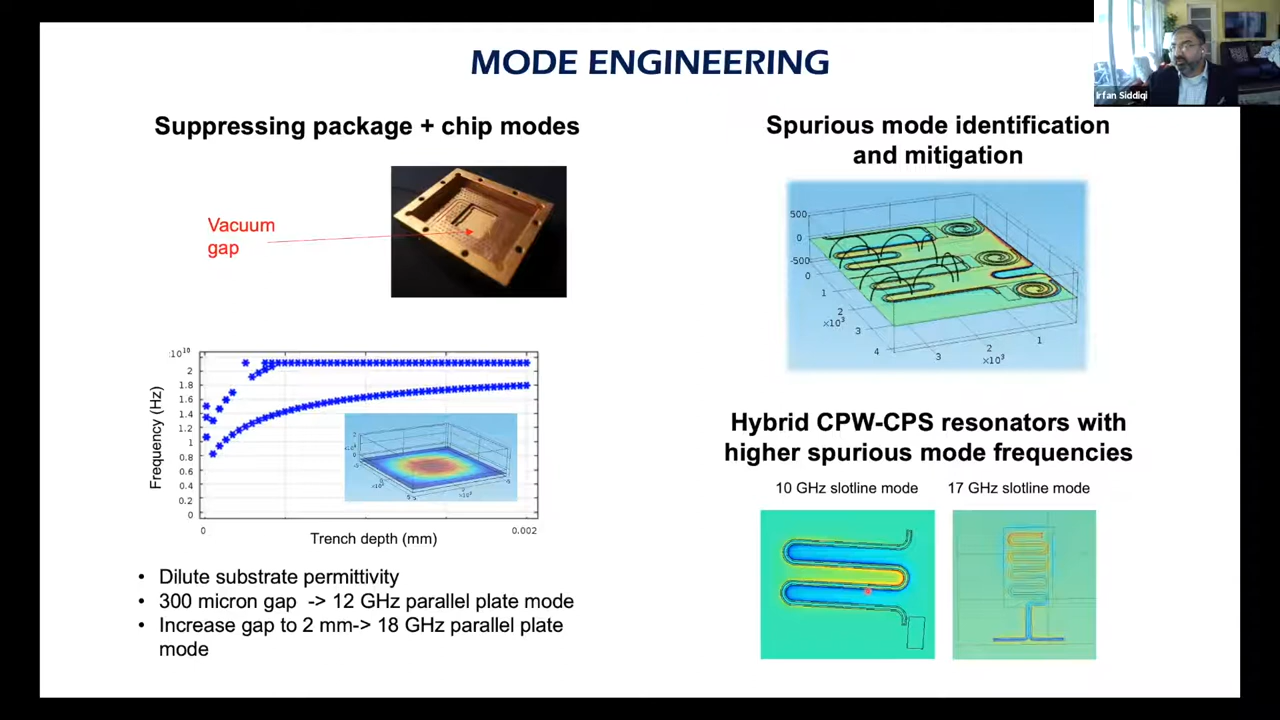 MODE ENGINEERING
Irfan Siddiqi
Suppressing package + chip modes
Vacuum
gap
2
1.8
1.6
1.4
1.2
1
0.8
0.6
0.4
0.2
0
Frequency (Hz)
0
0.002
Trench depth (mm)
• Dilute substrate permittivity
• 300 micron gap -> 12 GHz parallel plate mode
• Increase gap to 2 mm-> 18 GHz parallel plate
mode
Spurious mode identification
and mitigation
500
0
-500
0
1
2
x10³
3
4
3
2
x10³
1
Hybrid CPW-CPS resonators with
higher spurious mode frequencies
10 GHz slotline mode
17 GHz slotline mode